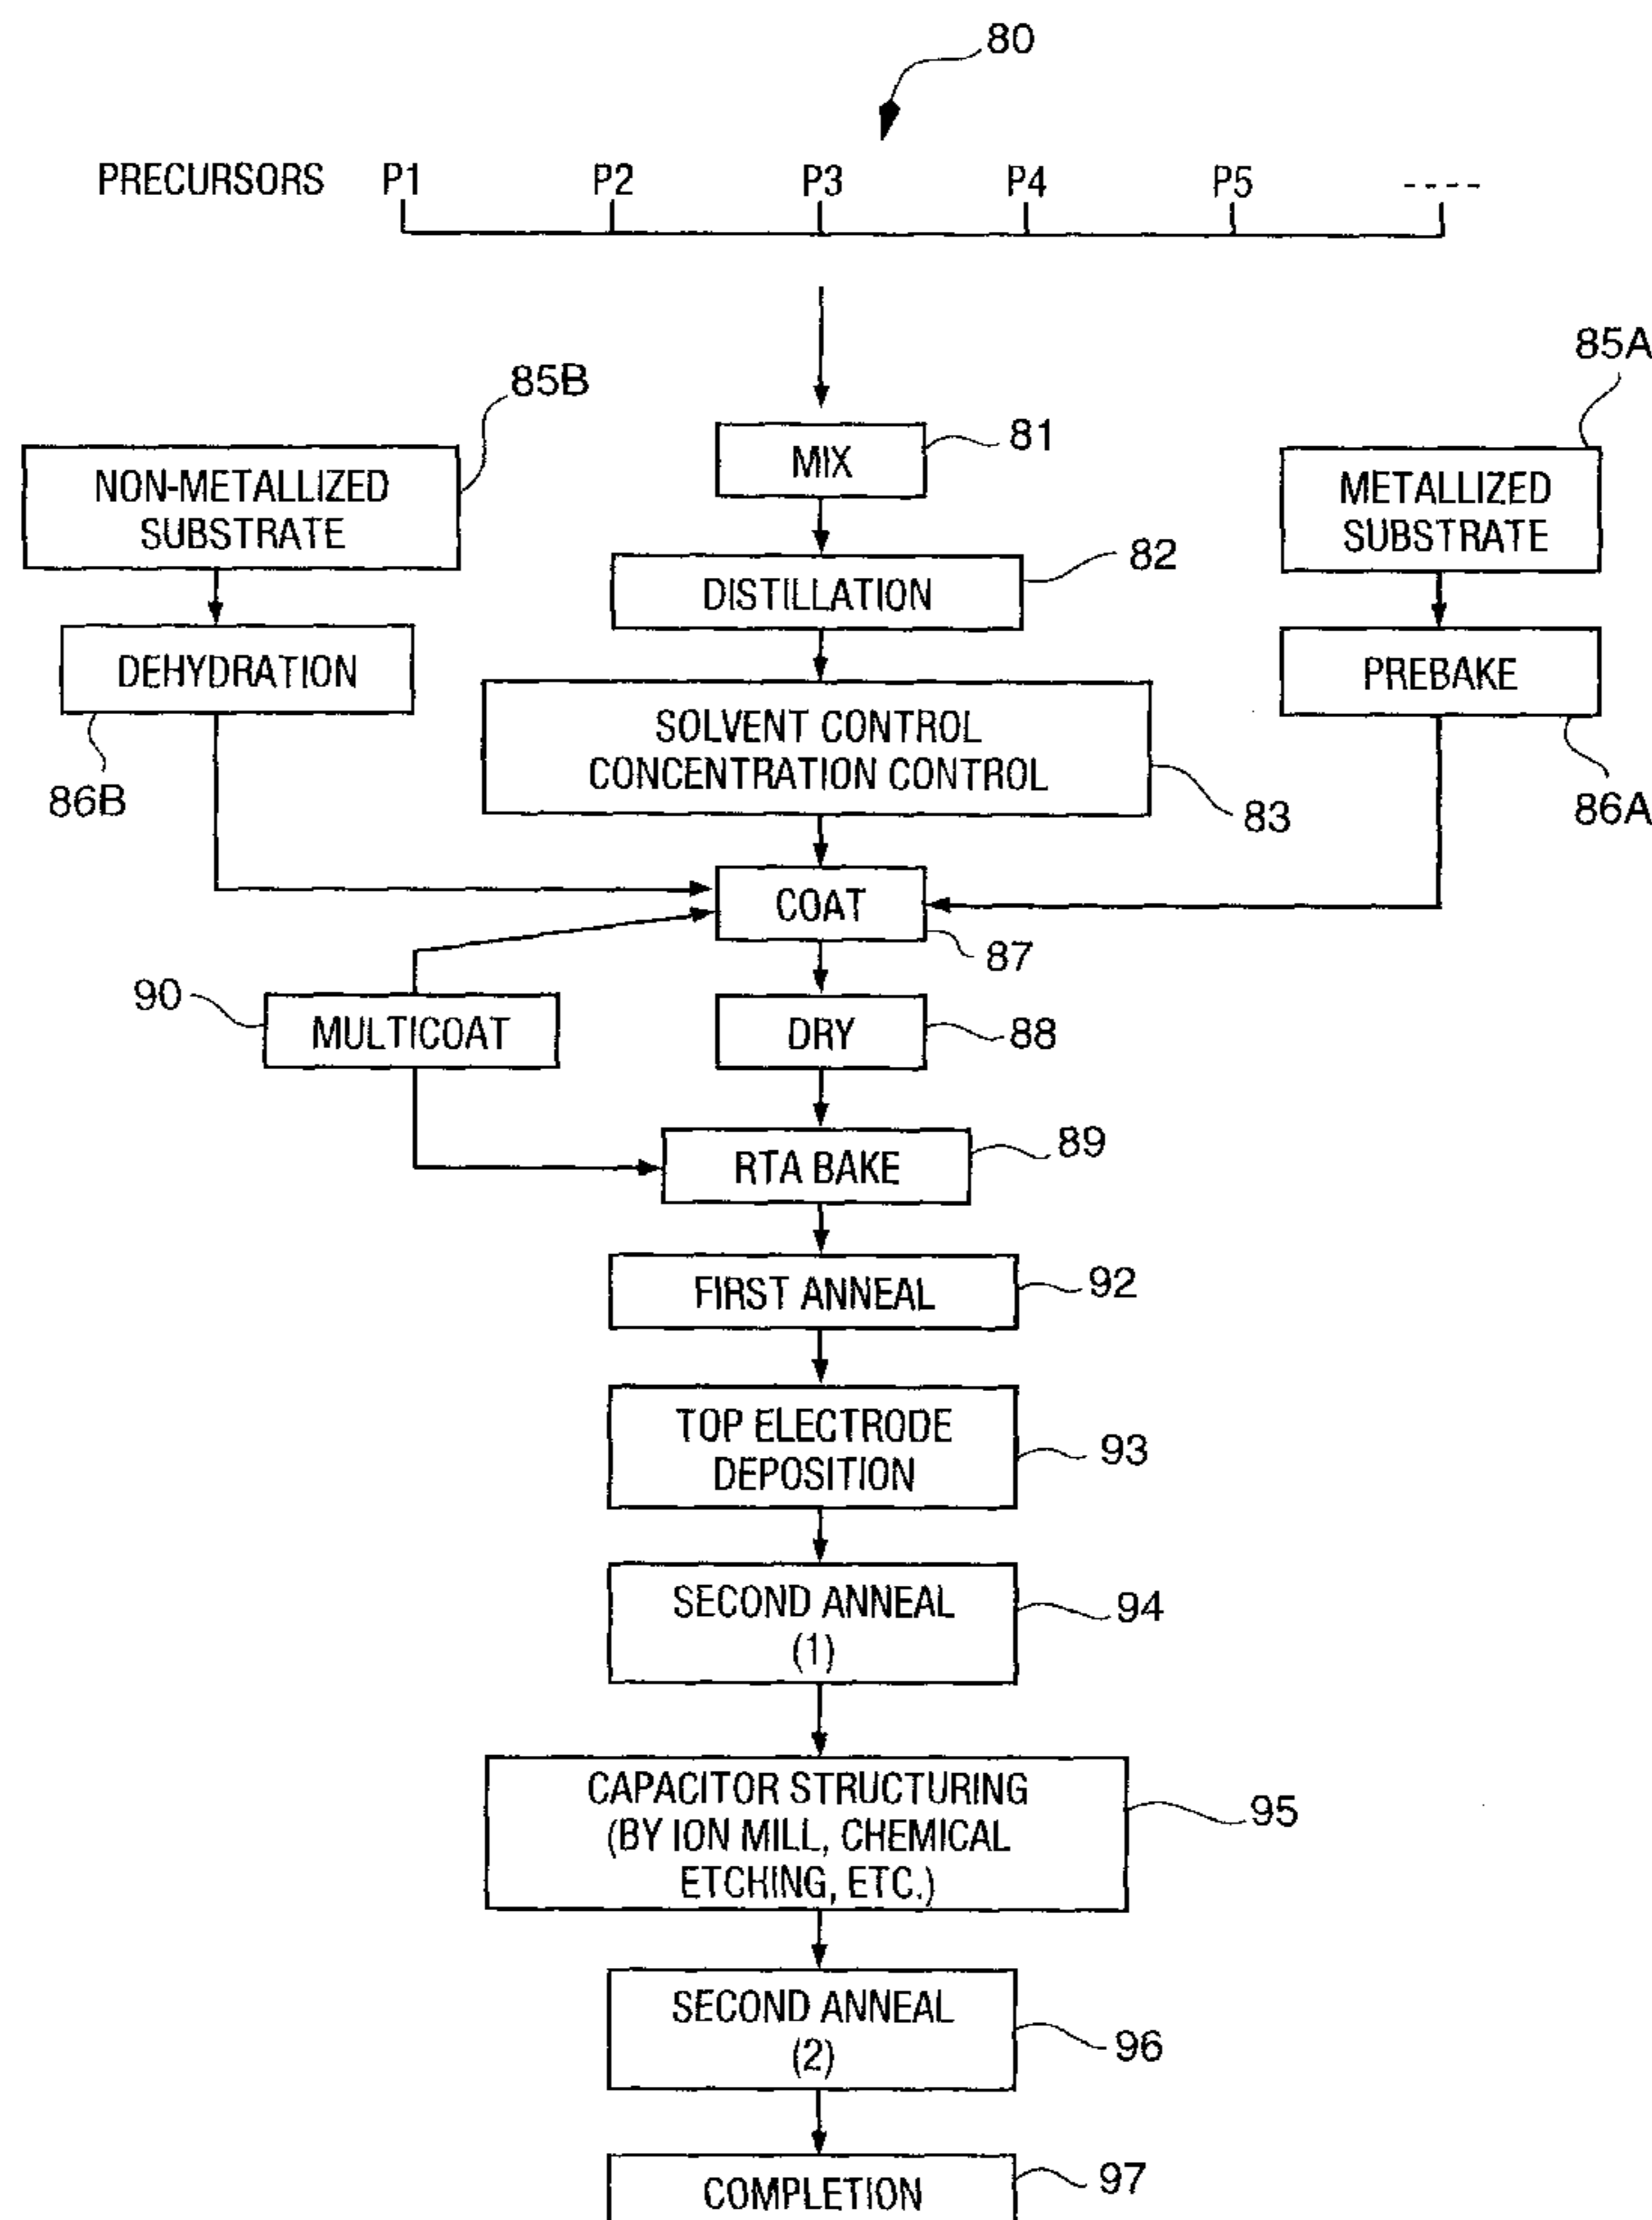 80
PRECURSORS P1 P2 P3 P4 P5 ----
85B
85A
81
MIX
NON-METALLIZED
SUBSTRATE
METALLIZED
SUBSTRATE
82
DISTILLATION
DEHYDRATION
PREBAKE
86B
SOLVENT CONTROL
CONCENTRATION CONTROL
83
86A
COAT
87
90
MULTICOAT
DRY
88
RTA BAKE
89
FIRST ANNEAL
92
TOP ELECTRODE
DEPOSITION
93
SECOND ANNEAL
(1)
94
CAPACITOR STRUCTURING
(BY ION MILL, CHEMICAL
ETCHING, ETC.)
95
SECOND ANNEAL
(2)
96
COMPLETION
97